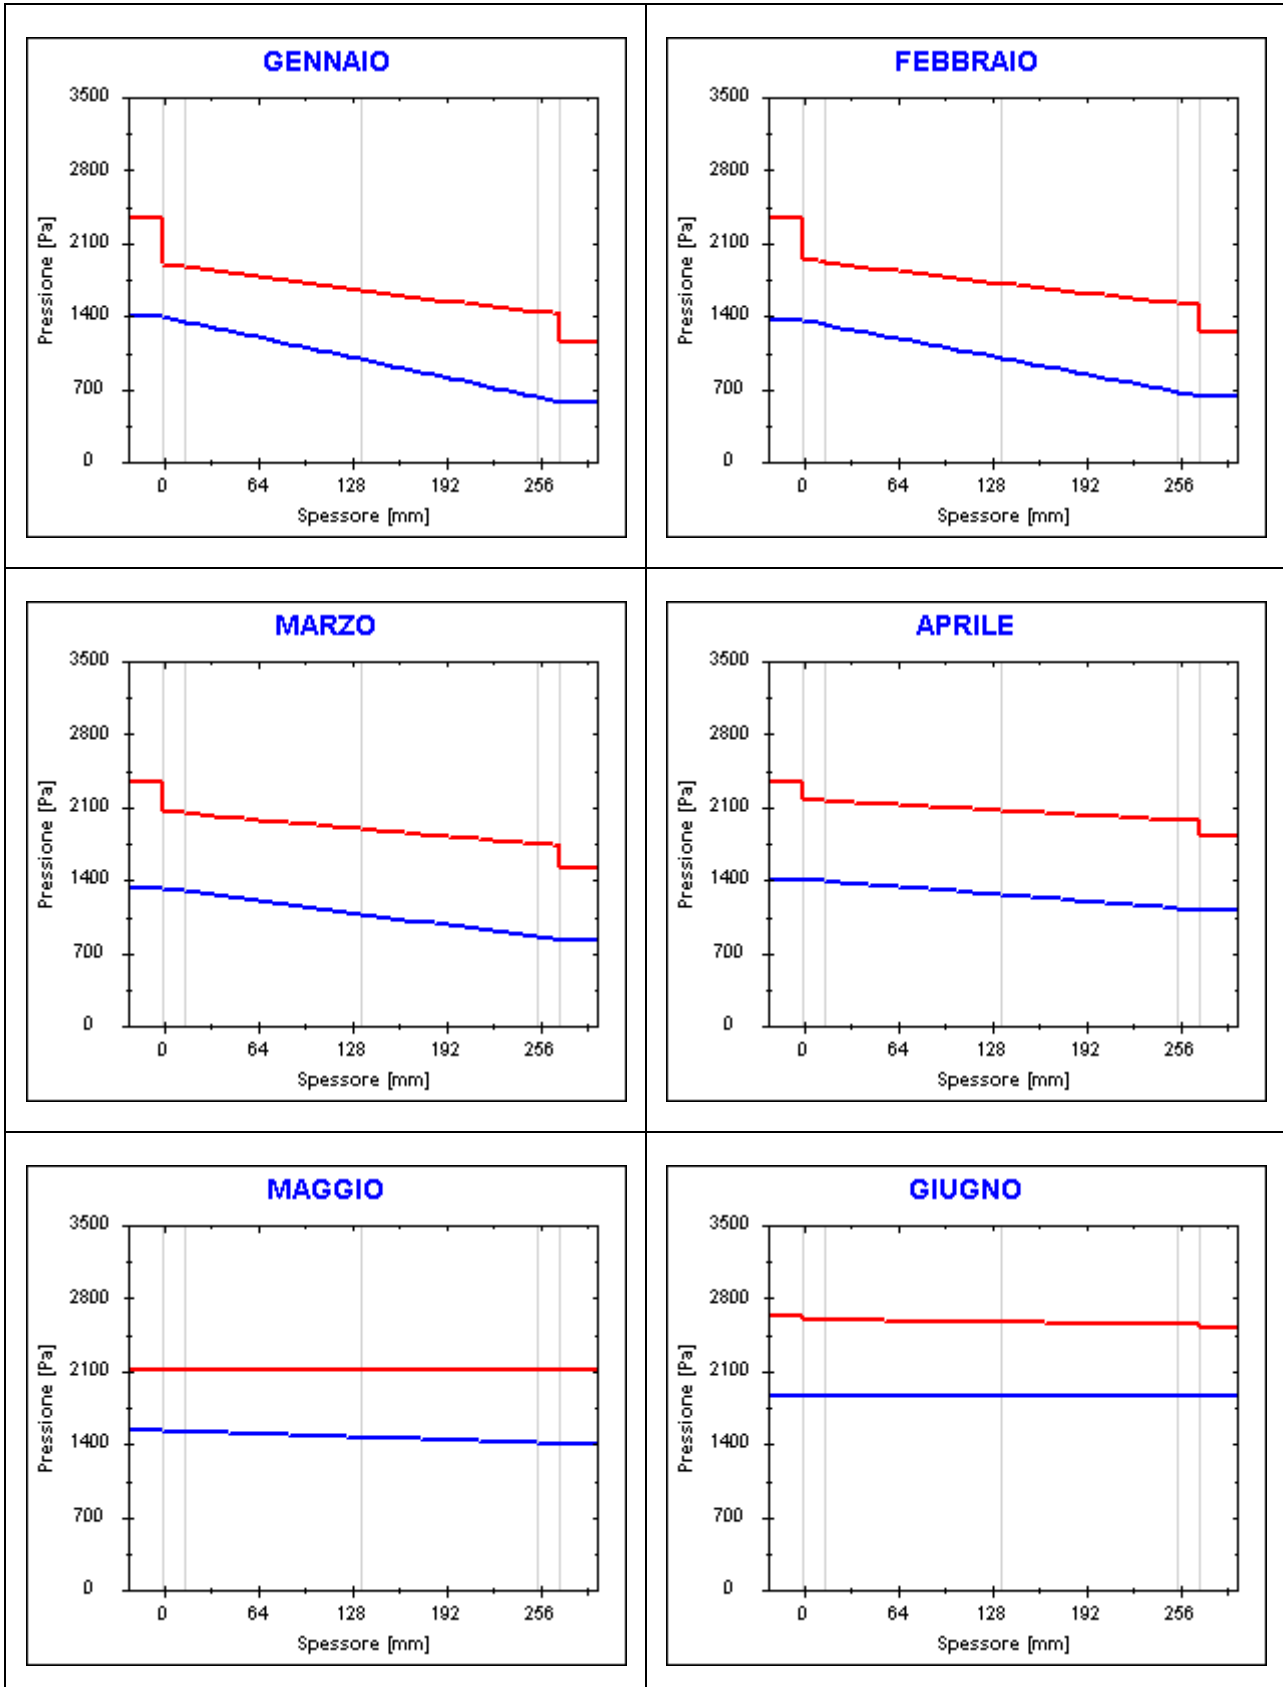 GENNAIO
3500
2800
2100
1400
700
0
Pressione [Pa]
0 64 128 192 256
Spessore [mm]
FEBBRAIO
3500
2800
2100
1400
700
0
Pressione [Pa]
0 64 128 192 256
Spessore [mm]
MARZO
3500
2800
2100
1400
700
0
Pressione [Pa]
0 64 128 192 256
Spessore [mm]
APRILE
3500
2800
2100
1400
700
0
Pressione [Pa]
0 64 128 192 256
Spessore [mm]
MAGGIO
3500
2800
2100
1400
700
0
Pressione [Pa]
0 64 128 192 256
Spessore [mm]
GIUGNO
3500
2800
2100
1400
700
0
Pressione [Pa]
0 64 128 192 256
Spessore [mm]